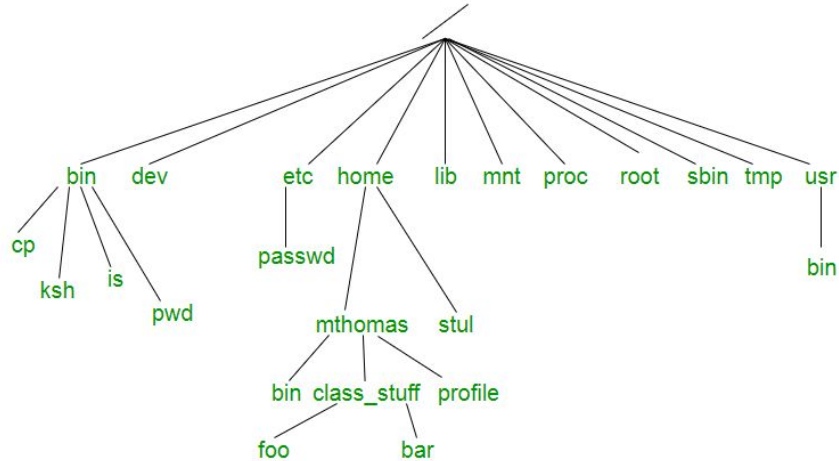 /
bin dev etc home lib mnt proc root sbin tmp usr
cp ksh is pwd passwd bin
mthomas stul
bin class_stuff profile
foo bar